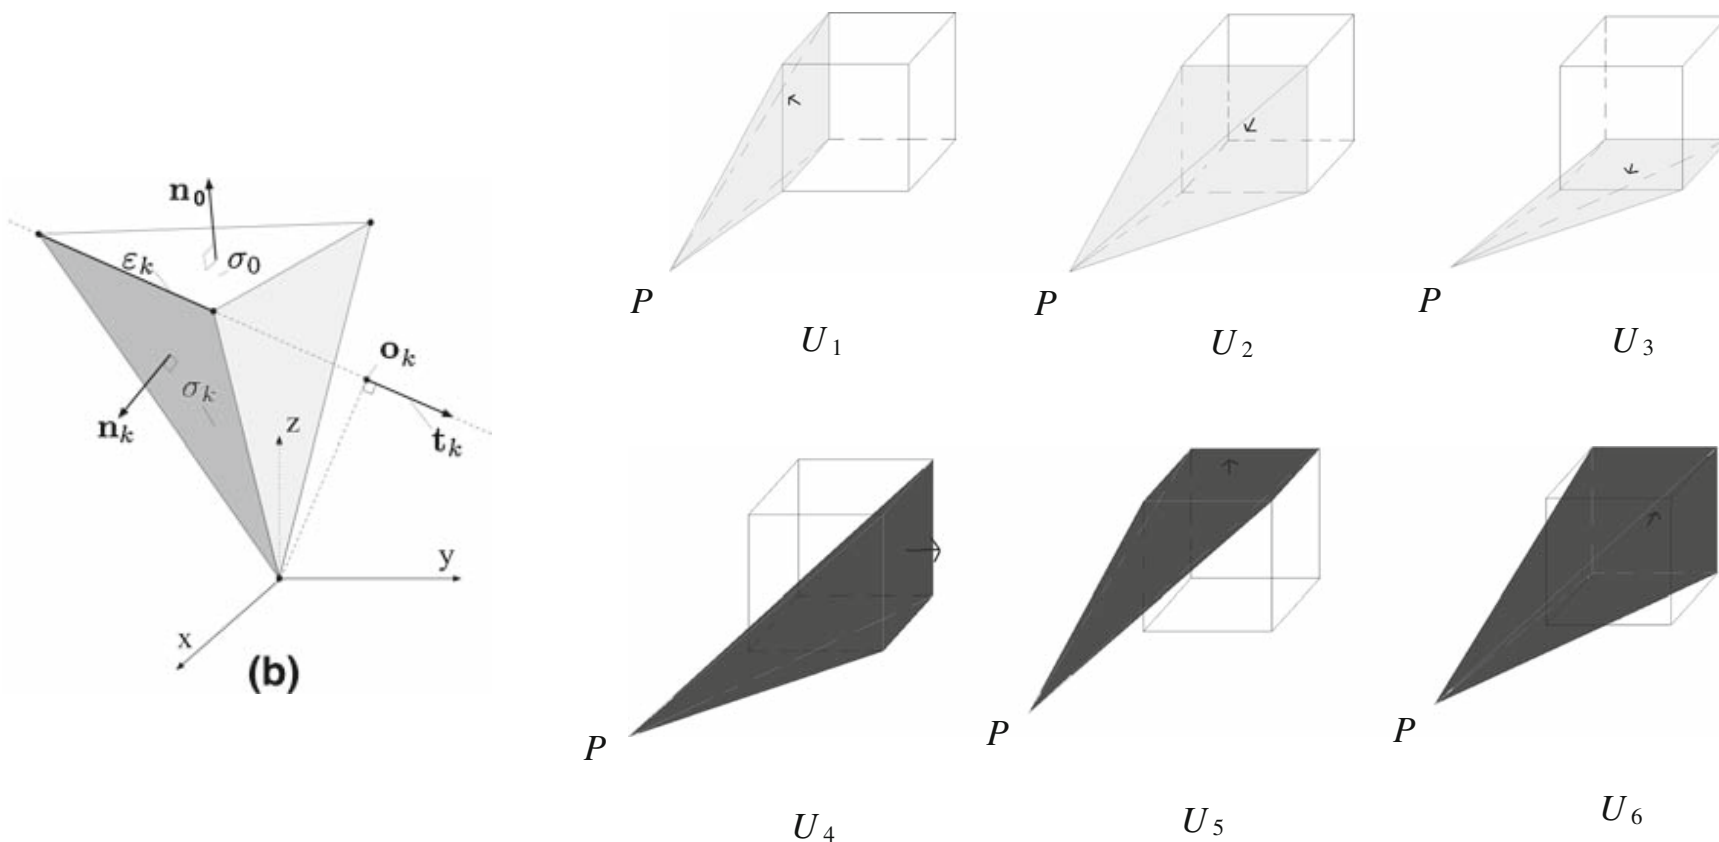 n₀
εₖ
σ₀
oₖ
nₖ
σₖ
z
tₖ
x
y
(b)
P
U₁
P
U₂
P
U₃
P
U₄
P
U₅
P
U₆